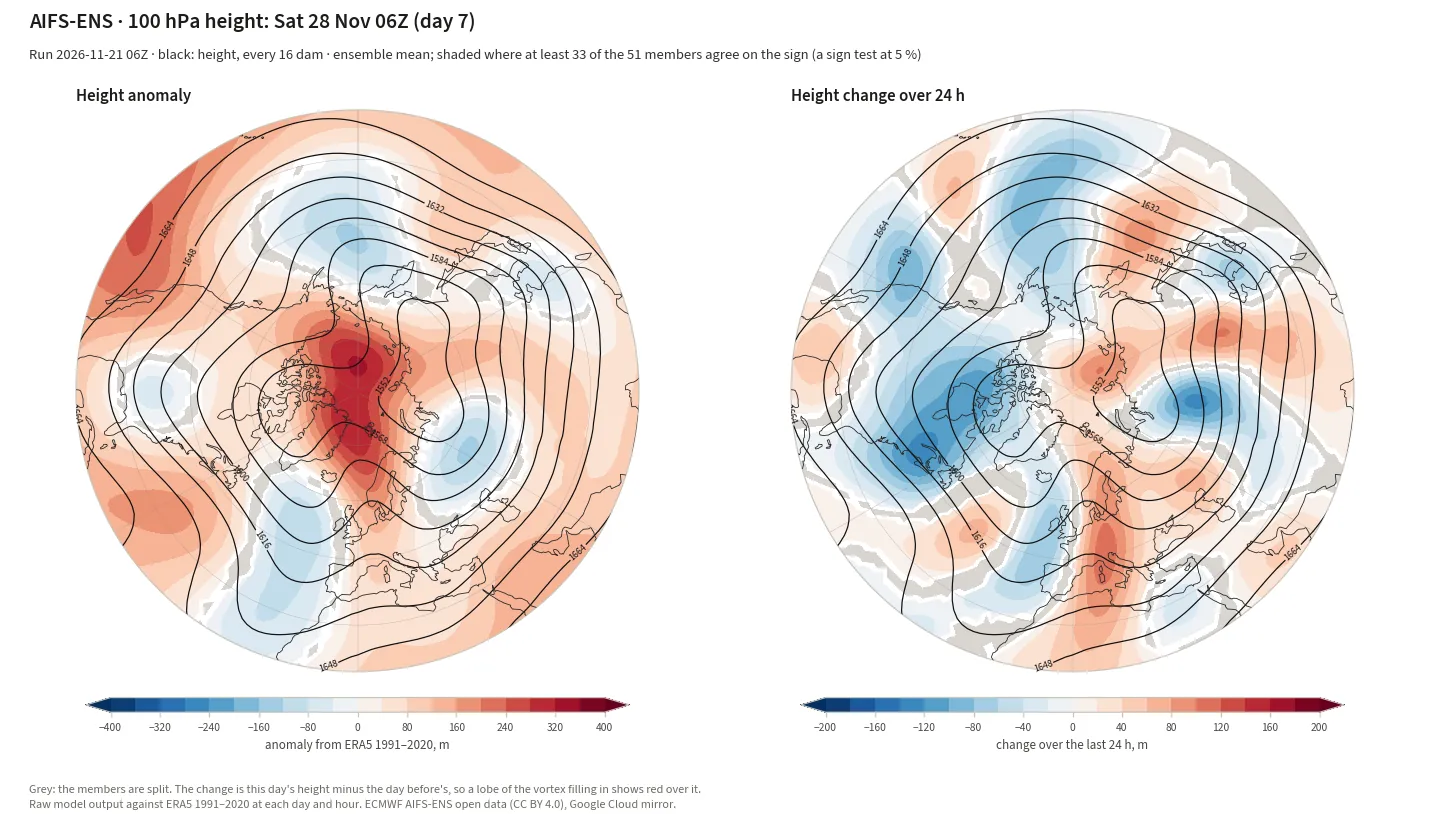 AIFS-ENS · 100 hPa height: Sat 28 Nov 06Z (day 7)
Run 2026-11-21 06Z · black: height, every 16 dam · ensemble mean; shaded where at least 33 of the 51 members agree on the sign (a sign test at 5 %)
Height anomaly
Height change over 24 h
1632
1664
1648
1584
1552
1568
1664
1600
1616
1664
1648
1632
1664
1648
1584
1552
1568
1664
1600
1616
1664
1648
−400 −320 −240 −160 −80 0 80 160 240 320 400
anomaly from ERA5 1991–2020, m
−200 −160 −120 −80 −40 0 40 80 120 160 200
change over the last 24 h, m
Grey: the members are split. The change is this day's height minus the day before's, so a lobe of the vortex filling in shows red over it.
Raw model output against ERA5 1991–2020 at each day and hour. ECMWF AIFS-ENS open data (CC BY 4.0), Google Cloud mirror.